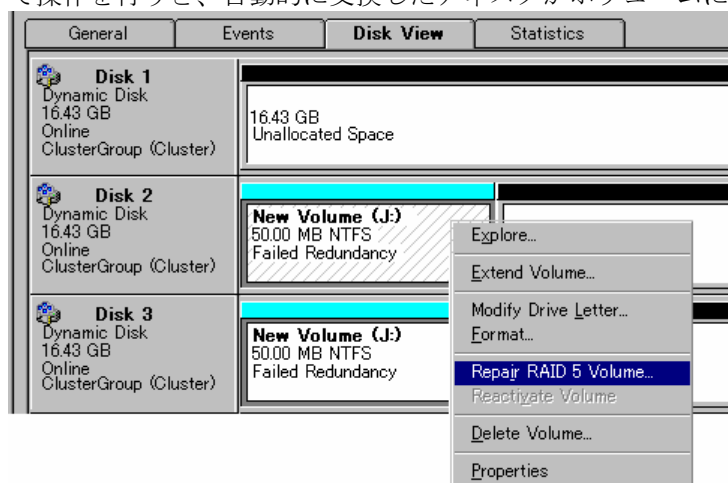 て操作を行うと、自動的に交換したディスクがボリュームに
General Events Disk View Statistics
Disk 1
Dynamic Disk
16.43 GB
Online
ClusterGroup (Cluster)
16.43 GB
Unallocated Space
Disk 2
Dynamic Disk
16.43 GB
Online
ClusterGroup (Cluster)
New Volume (J:)
50.00 MB NTFS
Failed Redundancy
Disk 3
Dynamic Disk
16.43 GB
Online
ClusterGroup (Cluster)
New Volume (J:)
50.00 MB NTFS
Failed Redundancy
Explore...
Extend Volume...
Modify Drive Letter...
Format...
Repair RAID 5 Volume...
Reactivate Volume
Delete Volume...
Properties